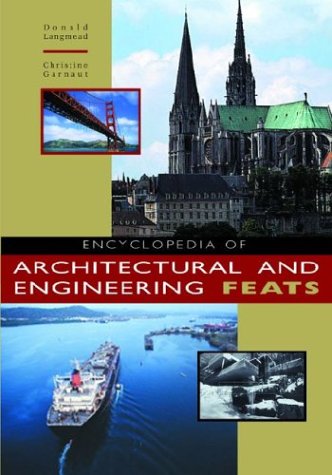 Donald
Langmead
Christine
Garnaut
ENCYCLOPEDIA OF
ARCHITECTURAL AND
ENGINEERING FEATS